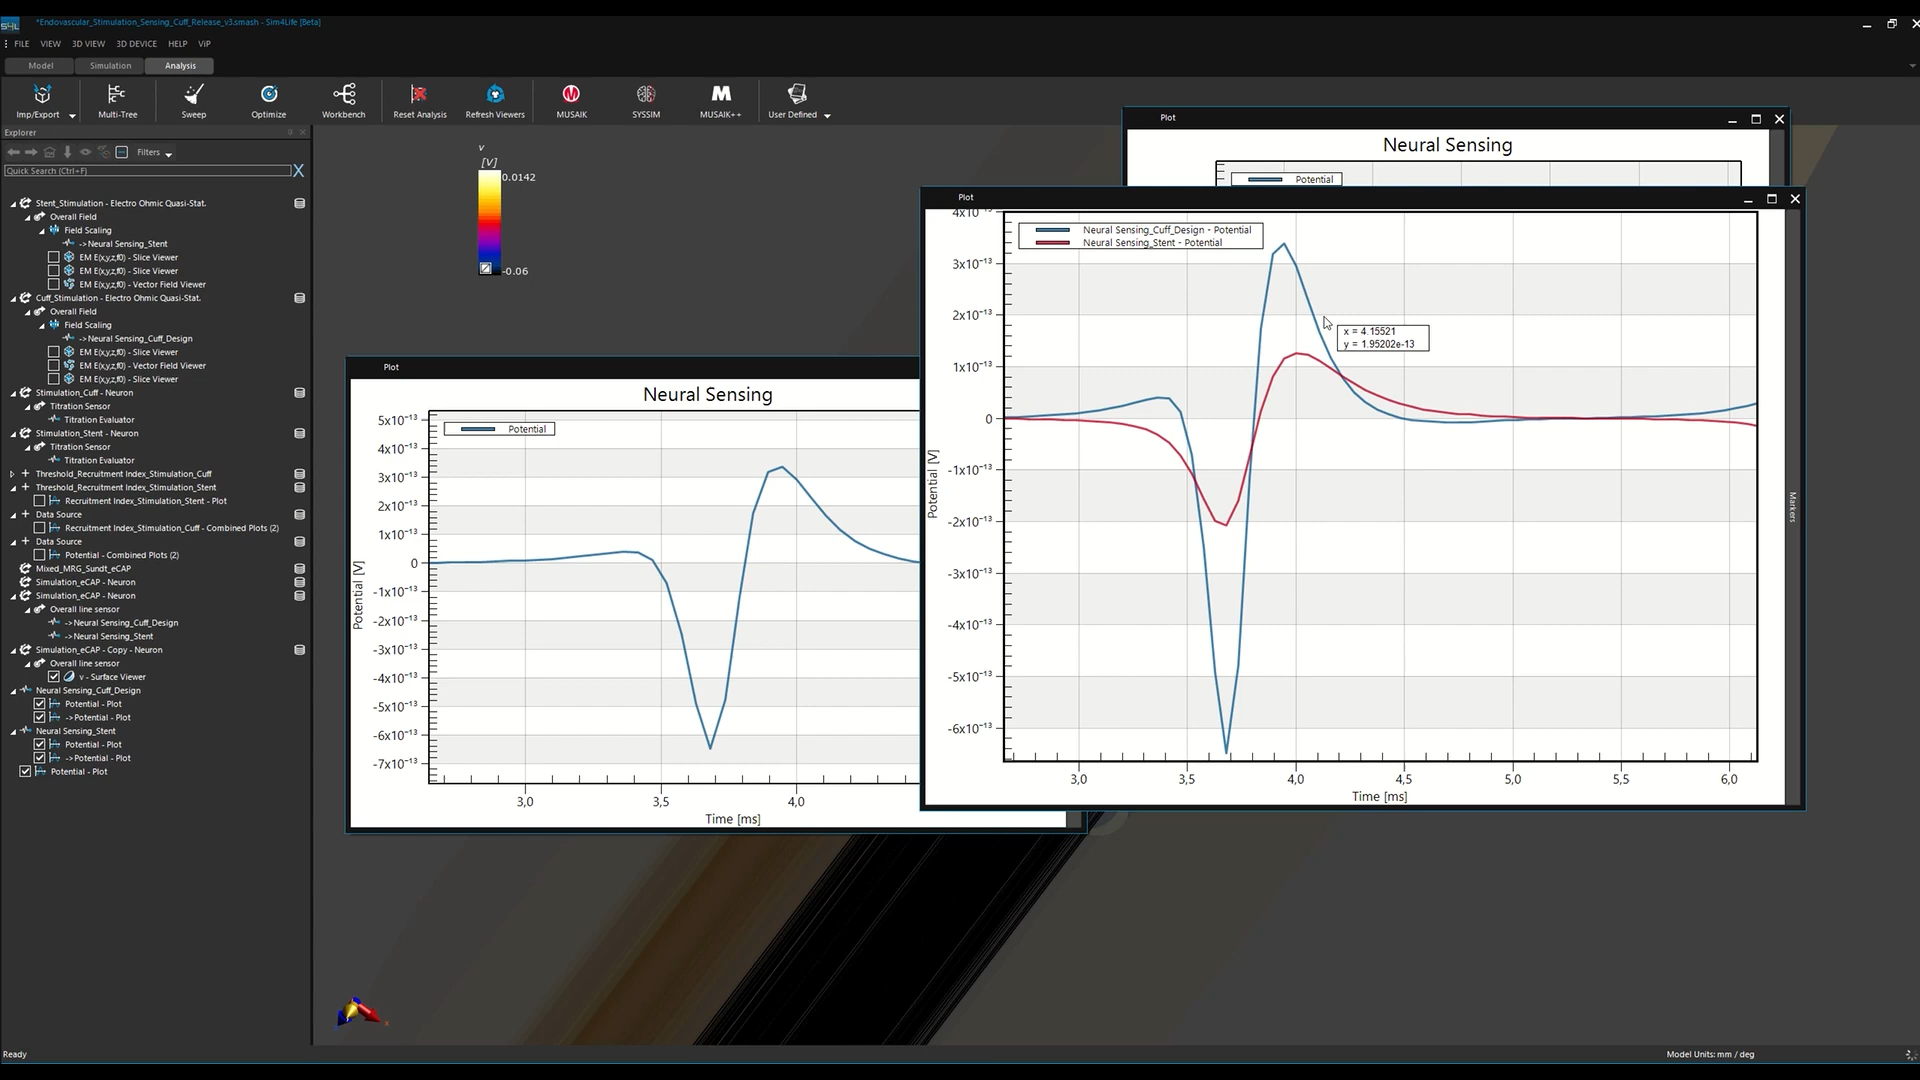 S4L
*Endovascular_Stimulation_Sensing_Cuff_Release_v3.smash - Sim4Life [Beta]
FILE VIEW 3D VIEW 3D DEVICE HELP ViP
Model Simulation Analysis
Imp/Export Multi-Tree Sweep Optimize Workbench Reset Analysis Refresh Viewers MUSAIK SYSSIM MUSAIK++ User Defined
Explorer
Filters
Quick Search (Ctrl+F)
Stent_Stimulation - Electro Ohmic Quasi-Stat.
Overall Field
Field Scaling
->Neural Sensing_Stent
EM E(x,y,z,f0) - Slice Viewer
EM E(x,y,z,f0) - Slice Viewer
EM E(x,y,z,f0) - Vector Field Viewer
Cuff_Stimulation - Electro Ohmic Quasi-Stat.
Overall Field
Field Scaling
->Neural Sensing_Cuff_Design
EM E(x,y,z,f0) - Slice Viewer
EM E(x,y,z,f0) - Vector Field Viewer
EM E(x,y,z,f0) - Slice Viewer
Stimulation_Cuff - Neuron
Titration Sensor
Titration Evaluator
Stimulation_Stent - Neuron
Titration Sensor
Titration Evaluator
Threshold_Recruitment Index_Stimulation_Cuff
Threshold_Recruitment Index_Stimulation_Stent
Recruitment Index_Stimulation_Stent - Plot
Data Source
Recruitment Index_Stimulation_Cuff - Combined Plots (2)
Data Source
Potential - Combined Plots (2)
Mixed_MRG_Sundt_eCAP
Simulation_eCAP - Neuron
Simulation_eCAP - Neuron
Overall line sensor
->Neural Sensing_Cuff_Design
->Neural Sensing_Stent
Simulation_eCAP - Copy - Neuron
Overall line sensor
v - Surface Viewer
Neural Sensing_Cuff_Design
Potential - Plot
->Potential - Plot
Neural Sensing_Stent
Potential - Plot
->Potential - Plot
Potential - Plot
v
[V]
0.0142
-0.06
Plot
Neural Sensing
Potential
5x10⁻¹³
4x10⁻¹³
3x10⁻¹³
2x10⁻¹³
1x10⁻¹³
0
-1x10⁻¹³
-2x10⁻¹³
-3x10⁻¹³
-4x10⁻¹³
-5x10⁻¹³
-6x10⁻¹³
-7x10⁻¹³
Potential [V]
3,0 3,5 4,0
Time [ms]
Plot
Neural Sensing
Potential
Plot
Neural Sensing_Cuff_Design - Potential
Neural Sensing_Stent - Potential
4x10⁻¹³
3x10⁻¹³
2x10⁻¹³
1x10⁻¹³
0
-1x10⁻¹³
-2x10⁻¹³
-3x10⁻¹³
-4x10⁻¹³
-5x10⁻¹³
-6x10⁻¹³
Potential [V]
x = 4.15521
y = 1.95202e-13
3,0 3,5 4,0 4,5 5,0 5,5 6,0
Time [ms]
Markers
x
Ready
Model Units: mm / deg